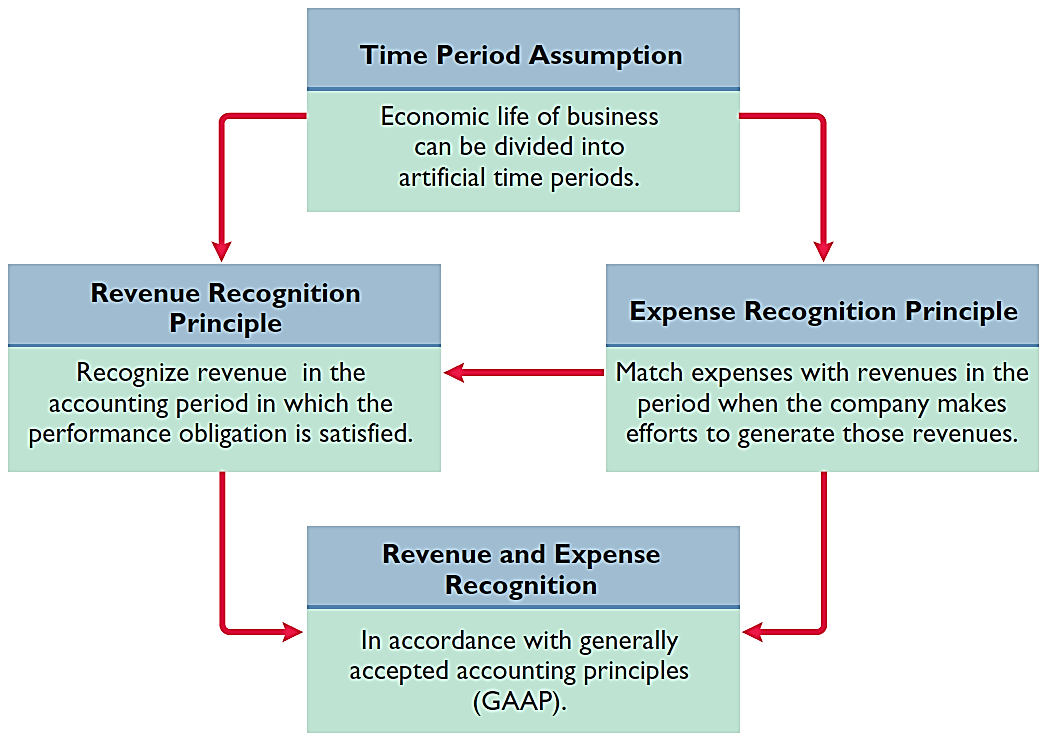 Time Period Assumption
Economic life of business
can be divided into
artificial time periods.
Revenue Recognition
Principle
Recognize revenue  in the
accounting period in which the
performance obligation is satisfied.
Expense Recognition Principle
Match expenses with revenues in the
period when the company makes
efforts to generate those revenues.
Revenue and Expense
Recognition
In accordance with generally
accepted accounting principles
(GAAP).